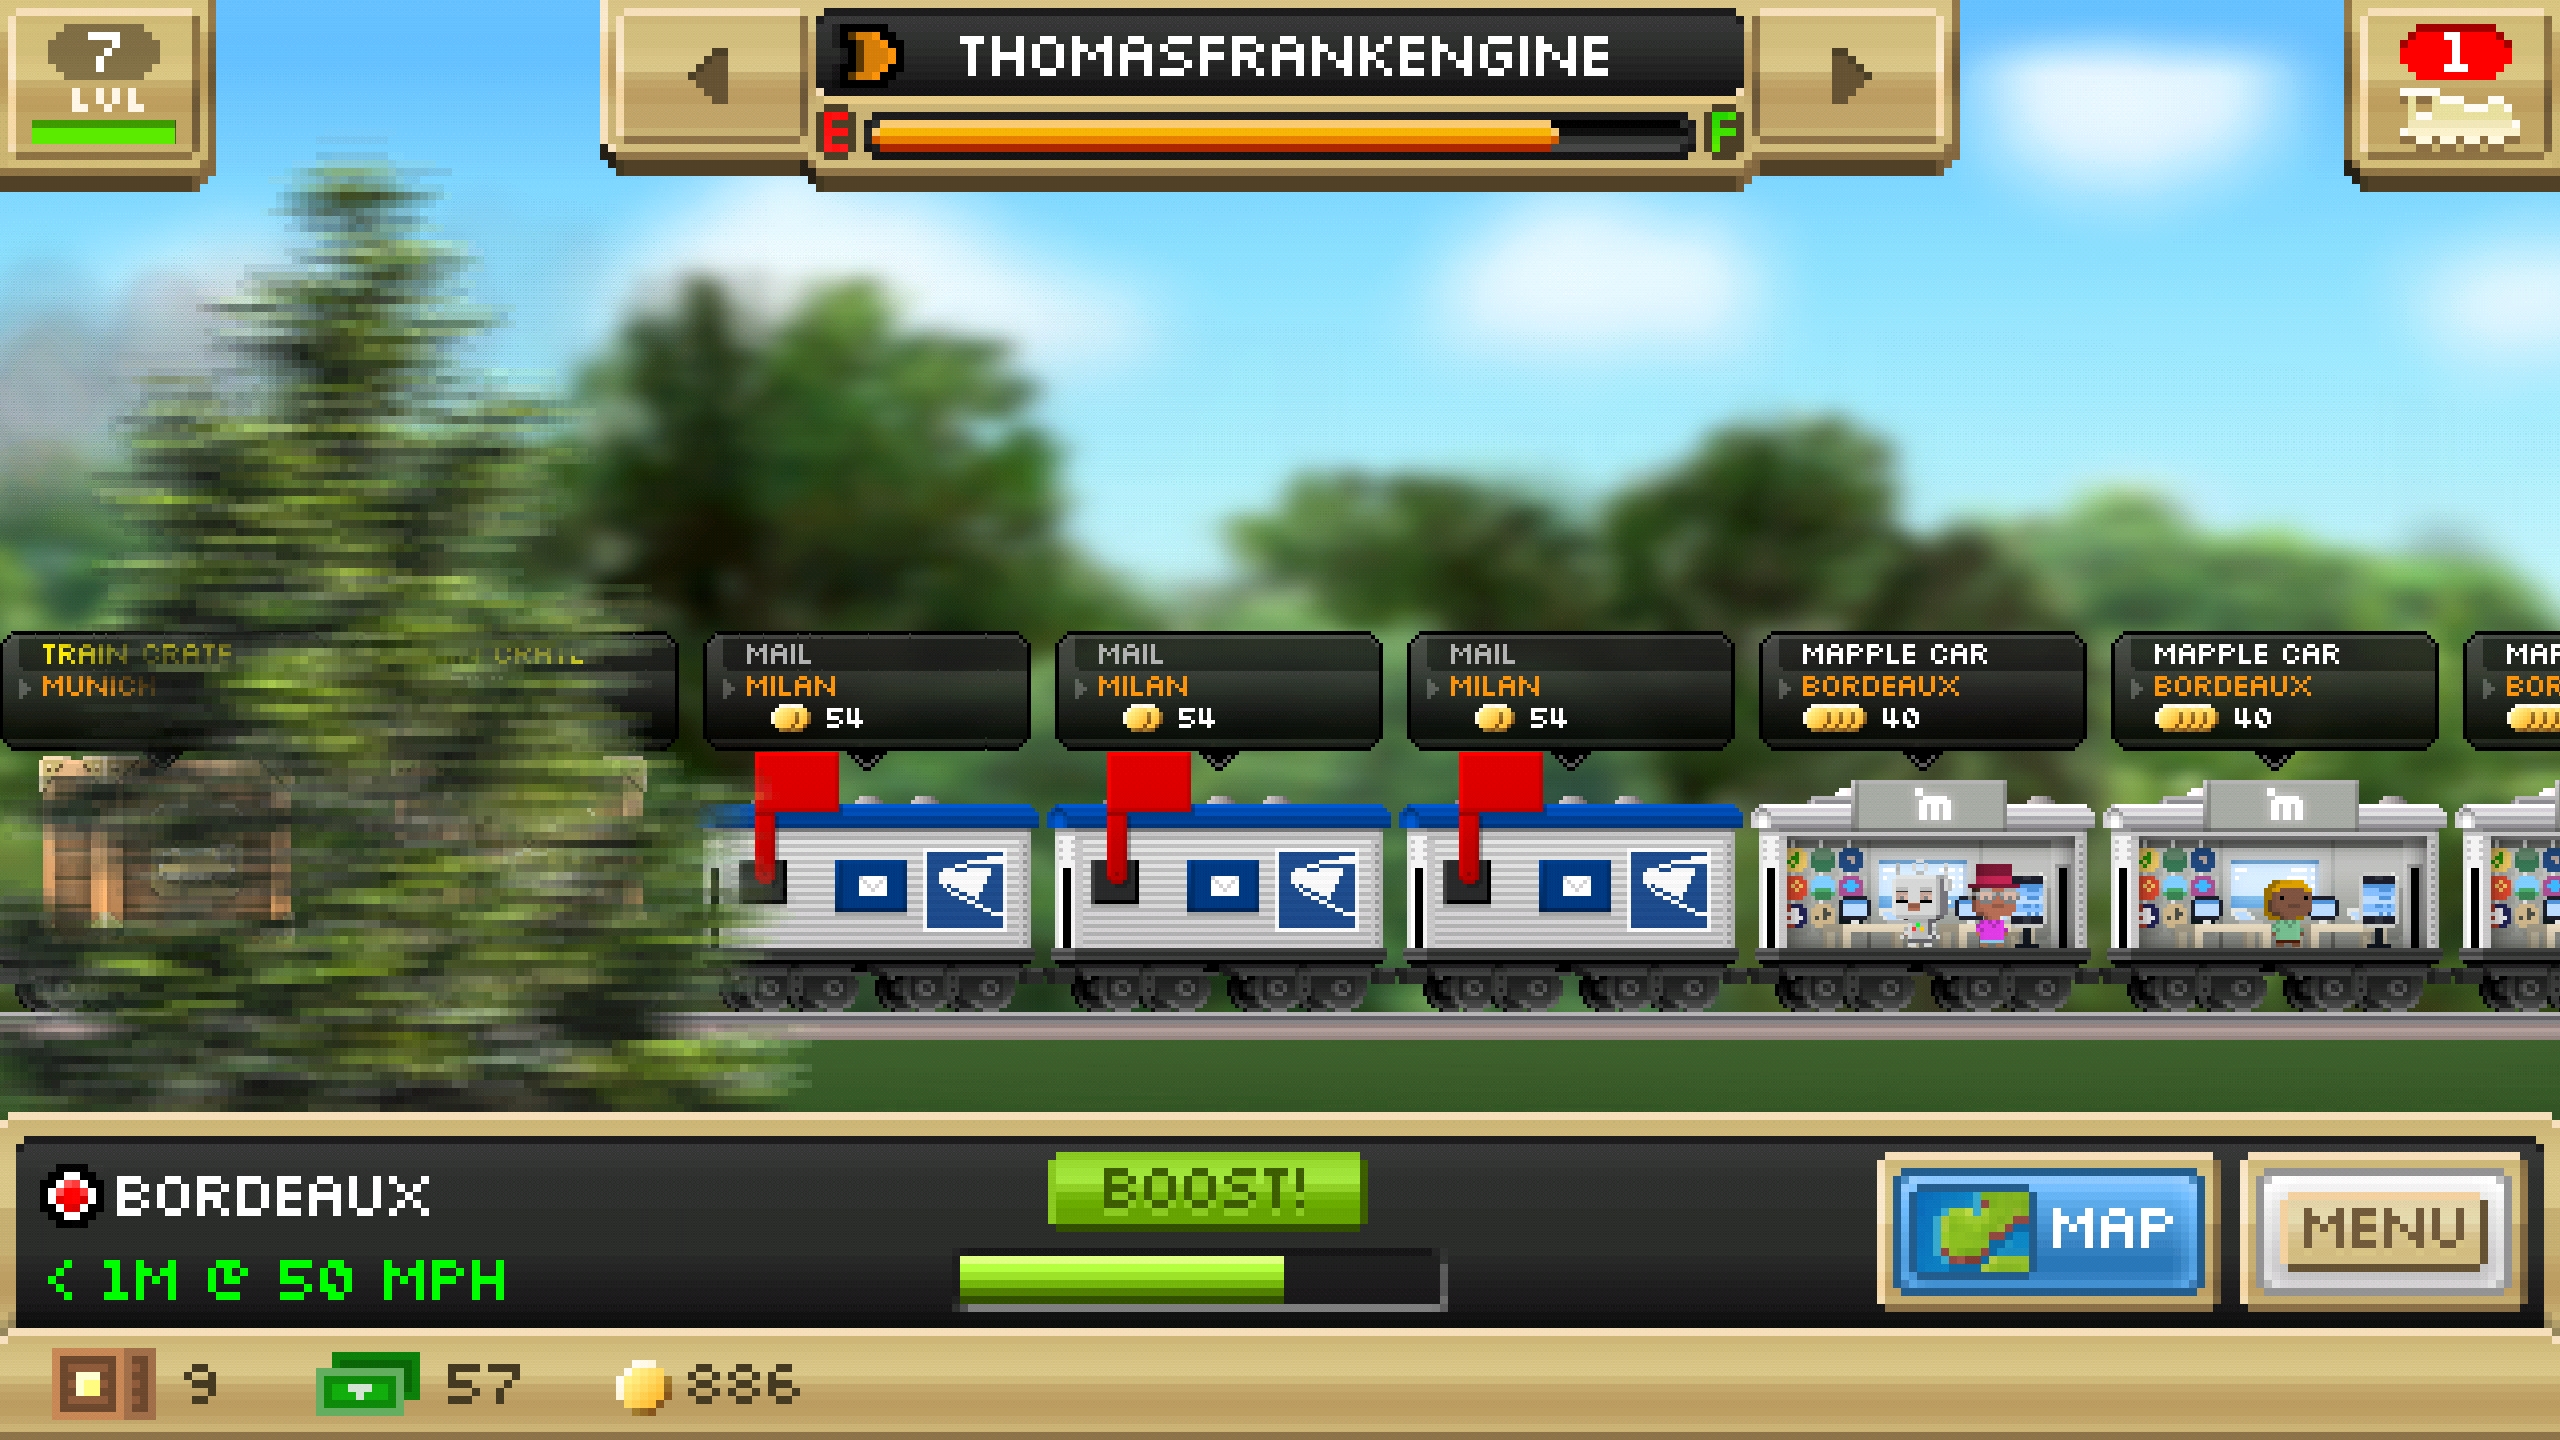 7
LVL
THOMASFRANKENGINE
E
F
1
TRAIN CRATE
MUNICH
CRATE
MAIL
MILAN
54
MAIL
MILAN
54
MAIL
MILAN
54
MAPPLE CAR
BORDEAUX
40
MAPPLE CAR
BORDEAUX
40
m
m
BORDEAUX
< 1M @ 50 MPH
BOOST!
MAP
MENU
9
57
886